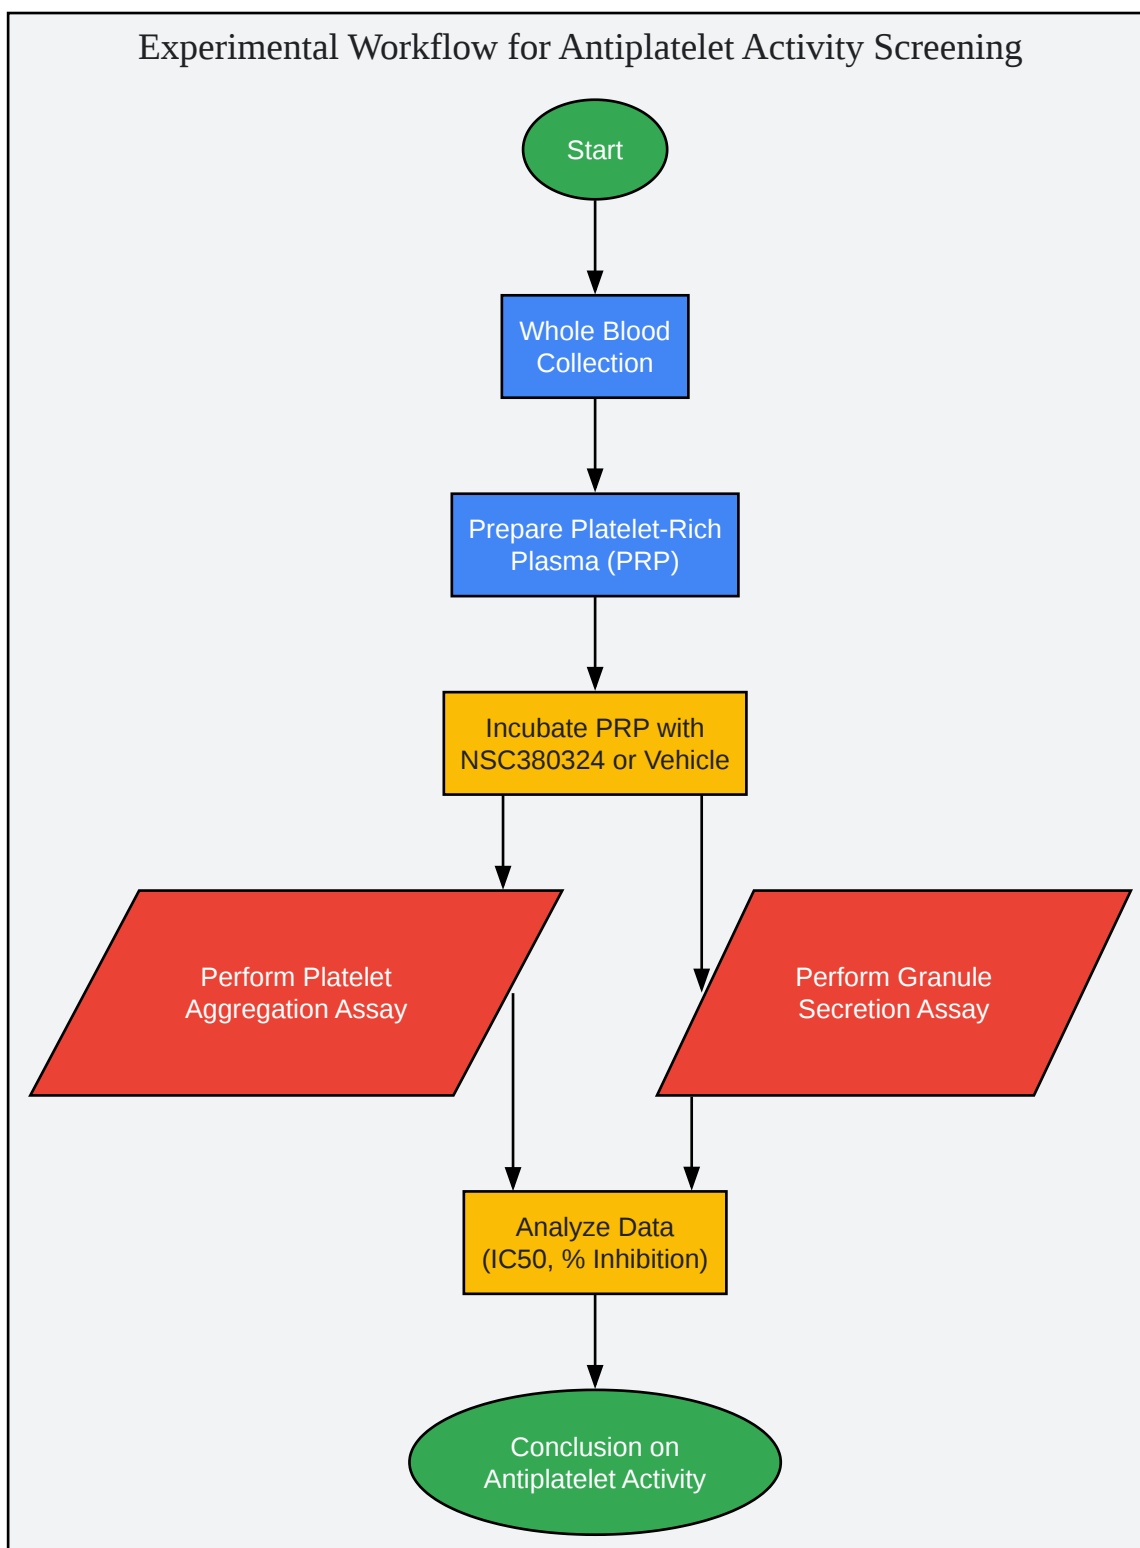 Experimental Workflow for Antiplatelet Activity Screening
Start
Whole Blood
Collection
Prepare Platelet-Rich
Plasma (PRP)
Incubate PRP with
NSC380324 or Vehicle
Perform Platelet
Aggregation Assay
Perform Granule
Secretion Assay
Analyze Data
(IC50, % Inhibition)
Conclusion on
Antiplatelet Activity